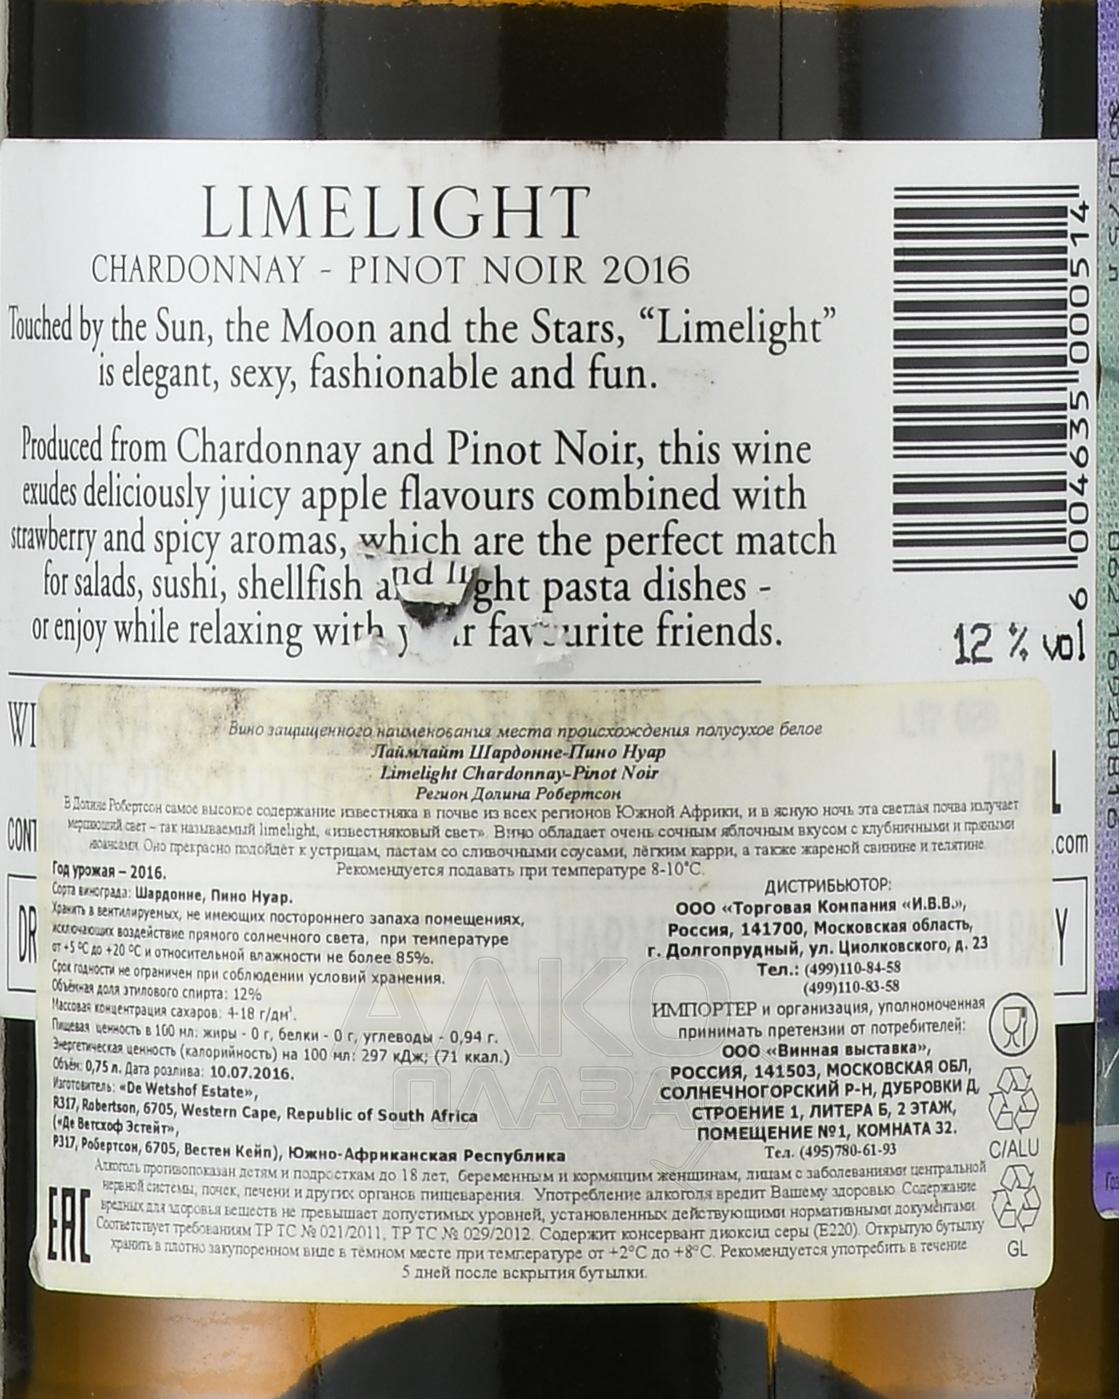 LIMELIGHT
CHARDONNAY - PINOT NOIR 2016
Touched by the Sun, the Moon and the Stars, “Limelight”
is elegant, sexy, fashionable and fun.
Produced from Chardonnay and Pinot Noir, this wine
exudes deliciously juicy apple flavours combined with
strawberry and spicy aromas, which are the perfect match
for salads, sushi, shellfish and light pasta dishes -
or enjoy while relaxing with favourite friends.
6 004635 000514
12 % vol
Вино защищенного наименования места происхождения полусухое белое
Лаймлайт Шардонне-Пино Нуар
Limelight Chardonnay-Pinot Noir
Регион Долина Робертсон
В Долине Робертсон самое высокое содержание известняка в почве из всех регионов Южной Африки, и в ясную ночь эта светлая почва излучает
мерцающий свет – так называемый limelight, «известняковый свет». Вино обладает очень сочным яблочным вкусом с клубничными и пряными
нюансами. Оно прекрасно подойдёт к устрицам, пастам со сливочными соусами, лёгким карри, а также жареной свинине и телятине.
Рекомендуется подавать при температуре 8-10°С.
Год урожая – 2016.
Сорта винограда: Шардонне, Пино Нуар.
Хранить в вентилируемых, не имеющих постороннего запаха помещениях,
исключающих воздействие прямого солнечного света, при температуре
от +5 °С до +20 °С и относительной влажности не более 85%.
Срок годности не ограничен при соблюдении условий хранения.
Объёмная доля этилового спирта: 12%
Массовая концентрация сахаров: 4-18 г/дм³.
Пищевая ценность в 100 мл: жиры - 0 г, белки - 0 г, углеводы - 0,94 г.
Энергетическая ценность (калорийность) на 100 мл: 297 кДж; (71 ккал.)
Объём: 0,75 л. Дата розлива: 10.07.2016.
Изготовитель: «De Wetshof Estate»,
R317, Robertson, 6705, Western Cape, Republic of South Africa
(«Де Ветсхоф Эстейт»,
Р317, Робертсон, 6705, Вестен Кейп), Южно-Африканская Республика
ДИСТРИБЬЮТОР:
ООО «Торговая Компания «И.В.В.»,
Россия, 141700, Московская область,
г. Долгопрудный, ул. Циолковского, д. 23
Тел.: (499)110-84-58
(499)110-83-58
ИМПОРТЕР и организация, уполномоченная
принимать претензии от потребителей:
ООО «Винная выставка»,
РОССИЯ, 141503, МОСКОВСКАЯ ОБЛ,
СОЛНЕЧНОГОРСКИЙ Р-Н, ДУБРОВКИ Д,
СТРОЕНИЕ 1, ЛИТЕРА Б, 2 ЭТАЖ,
ПОМЕЩЕНИЕ №1, КОМНАТА 32.
Тел. (495)780-61-93
C/ALU
GL
Алкоголь противопоказан детям и подросткам до 18 лет, беременным и кормящим женщинам, лицам с заболеваниями центральной
нервной системы, почек, печени и других органов пищеварения. Употребление алкоголя вредит Вашему здоровью. Содержание
вредных для здоровья веществ не превышает допустимых уровней, установленных действующими нормативными документами.
Соответствует требованиям ТР ТС № 021/2011, ТР ТС № 029/2012. Содержит консервант диоксид серы (E220). Открытую бутылку
хранить в плотно закупоренном виде в тёмном месте при температуре от +2°С до +8°С. Рекомендуется употребить в течение
5 дней после вскрытия бутылки.
ЕАС
.com
АЛКО
ПЛАЗА